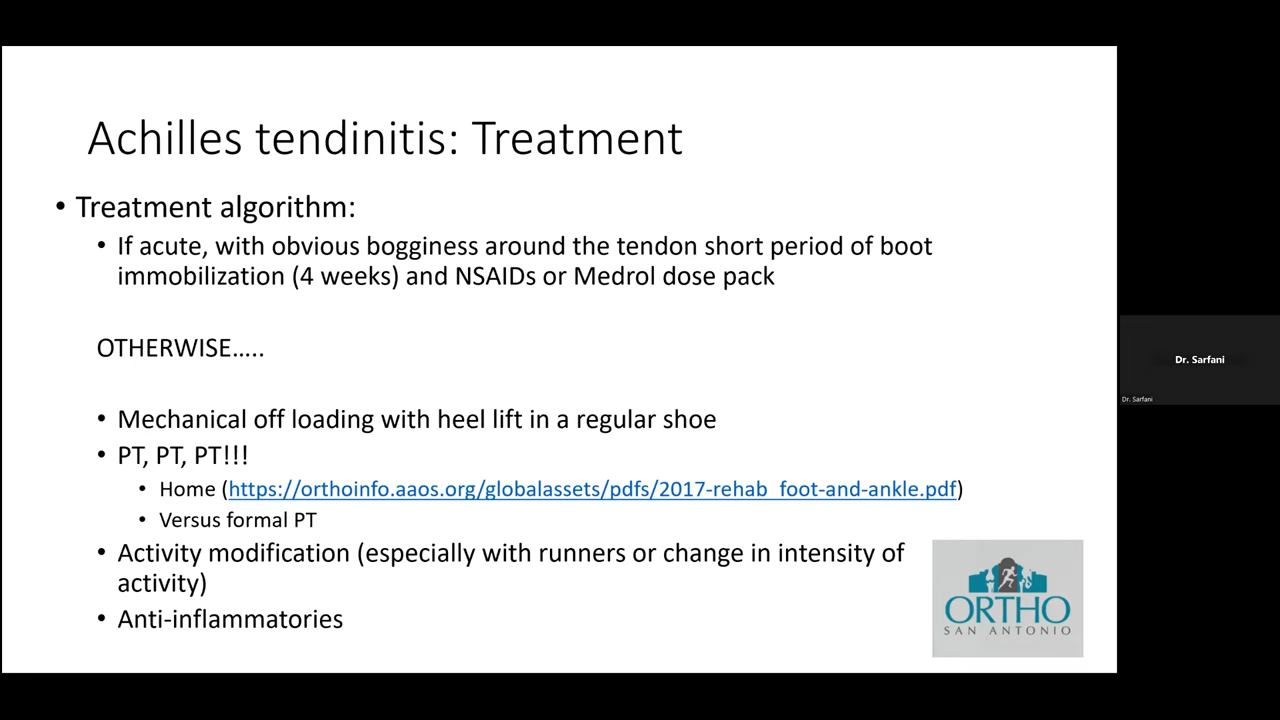 Achilles tendinitis: Treatment
• Treatment algorithm:
• If acute, with obvious bogginess around the tendon short period of boot
immobilization (4 weeks) and NSAIDs or Medrol dose pack
OTHERWISE…..
• Mechanical off loading with heel lift in a regular shoe
• PT, PT, PT!!!
• Home (https://orthoinfo.aaos.org/globalassets/pdfs/2017-rehab_foot-and-ankle.pdf)
• Versus formal PT
• Activity modification (especially with runners or change in intensity of
activity)
• Anti-inflammatories
ORTHO
SAN ANTONIO
Dr. Sarfani
Dr. Sarfani